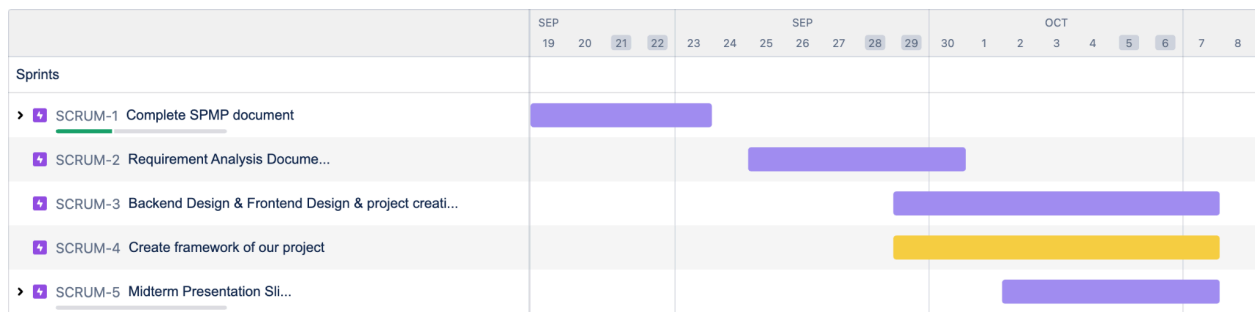 SEP SEP OCT
19 20 21 22 23 24 25 26 27 28 29 30 1 2 3 4 5 6 7 8
Sprints
SCRUM-1 Complete SPMP document
SCRUM-2 Requirement Analysis Docume...
SCRUM-3 Backend Design & Frontend Design & project creati...
SCRUM-4 Create framework of our project
SCRUM-5 Midterm Presentation Sli...